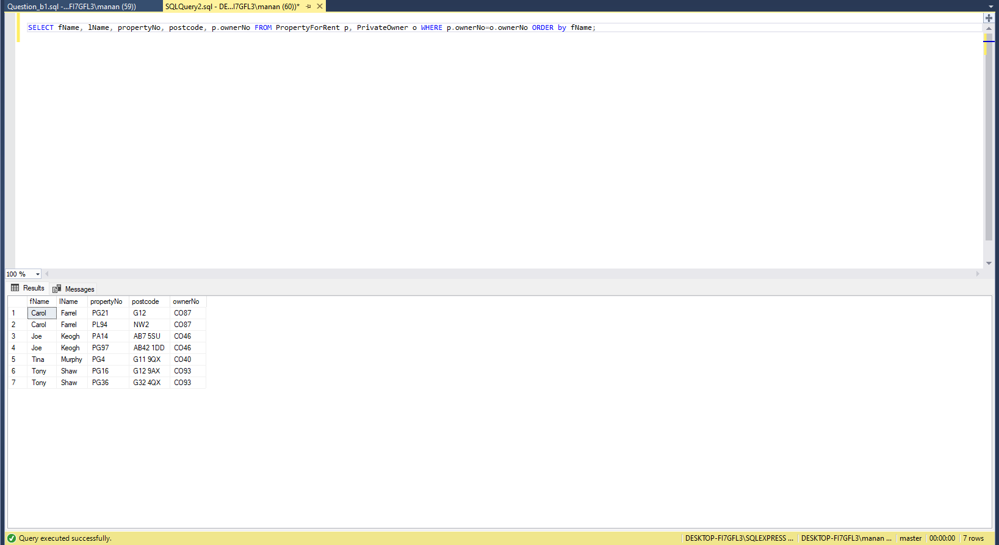 Question_b1.sql -...FI7GFL3\manan (59)) SQLQuery2.sql - DE...I7GFL3\manan (60))*
SELECT fName, lName, propertyNo, postcode, p.ownerNo FROM PropertyForRent p, PrivateOwner o WHERE p.ownerNo=o.ownerNo ORDER by fName;
100 %
Results Messages
fName lName propertyNo postcode ownerNo
1 Carol Farrel PG21 G12 CO87
2 Carol Farrel PL94 NW2 CO87
3 Joe Keogh PA14 AB7 5SU CO46
4 Joe Keogh PG97 AB42 1DD CO46
5 Tina Murphy PG4 G11 9QX CO40
6 Tony Shaw PG16 G12 9AX CO93
7 Tony Shaw PG36 G32 4QX CO93
Query executed successfully. DESKTOP-FI7GFL3\SQLEXPRESS ... DESKTOP-FI7GFL3\manan ... master 00:00:00 7 rows